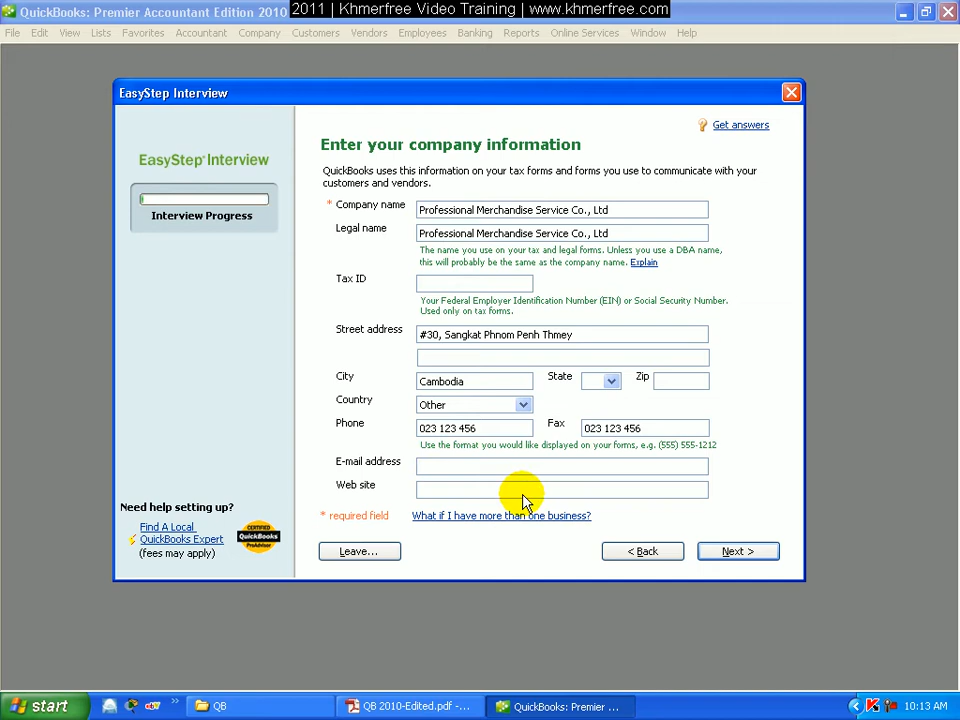 QuickBooks: Premier Accountant Edition 2010
2011 | Khmerfree Video Training | www.khmerfree.com
File Edit View Lists Favorites Accountant Company Customers Vendors Employees Banking Reports Online Services Window Help
EasyStep Interview
Get answers
EasyStep Interview
Interview Progress
Enter your company information
QuickBooks uses this information on your tax forms and forms you use to communicate with your
customers and vendors.
* Company name Professional Merchandise Service Co., Ltd
Legal name Professional Merchandise Service Co., Ltd
The name you use on your tax and legal forms. Unless you use a DBA name,
this will probably be the same as the company name. Explain
Tax ID
Your Federal Employer Identification Number (EIN) or Social Security Number.
Used only on tax forms.
Street address #30, Sangkat Phnom Penh Thmey
City Cambodia State Zip
Country Other
Phone 023 123 456 Fax 023 123 456
Use the format you would like displayed on your forms, e.g. (555) 555-1212
E-mail address
Web site
* required field What if I have more than one business?
Need help setting up?
Find A Local
QuickBooks Expert
(fees may apply)
CERTIFIED
QuickBooks
ProAdvisor
Leave... < Back Next >
start QB QB 2010-Edited.pdf -... QuickBooks: Premier ... 10:13 AM